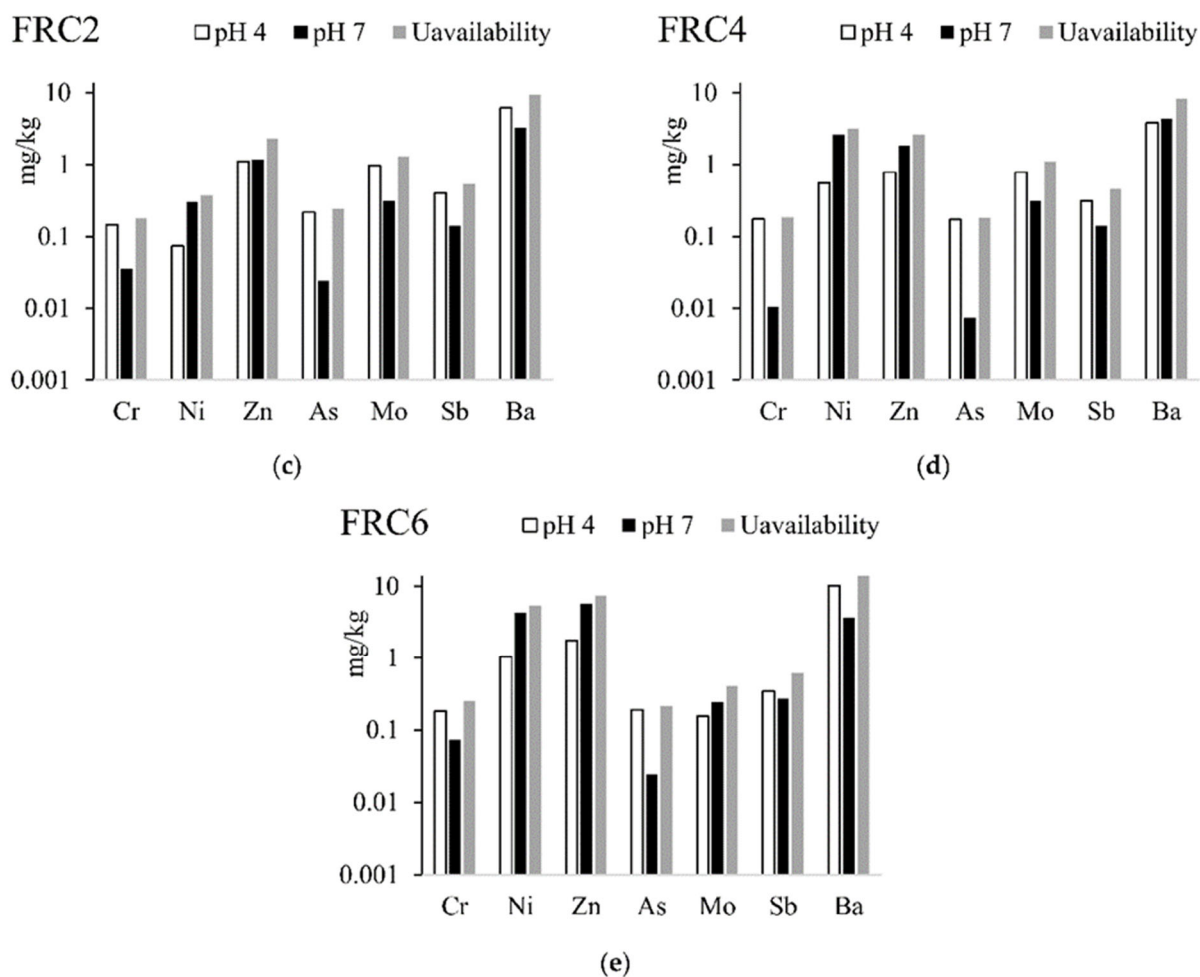 FRC2
pH 4 pH 7 Uavailability
mg/kg
10
1
0.1
0.01
0.001
Cr Ni Zn As Mo Sb Ba
(c)
FRC4
pH 4 pH 7 Uavailability
mg/kg
10
1
0.1
0.01
0.001
Cr Ni Zn As Mo Sb Ba
(d)
FRC6
pH 4 pH 7 Uavailability
mg/kg
10
1
0.1
0.01
0.001
Cr Ni Zn As Mo Sb Ba
(e)